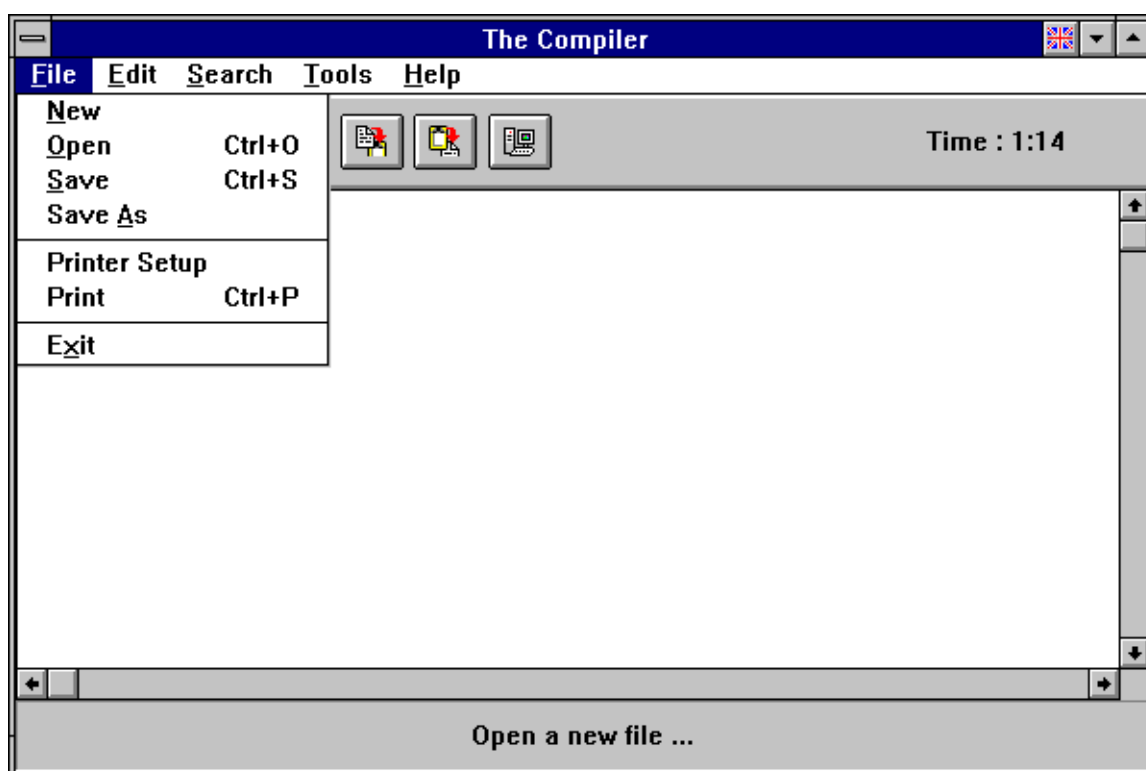 The Compiler
File Edit Search Tools Help
New
Open Ctrl+O
Save Ctrl+S
Save As
Printer Setup
Print Ctrl+P
Exit
Time : 1:14
Open a new file ...